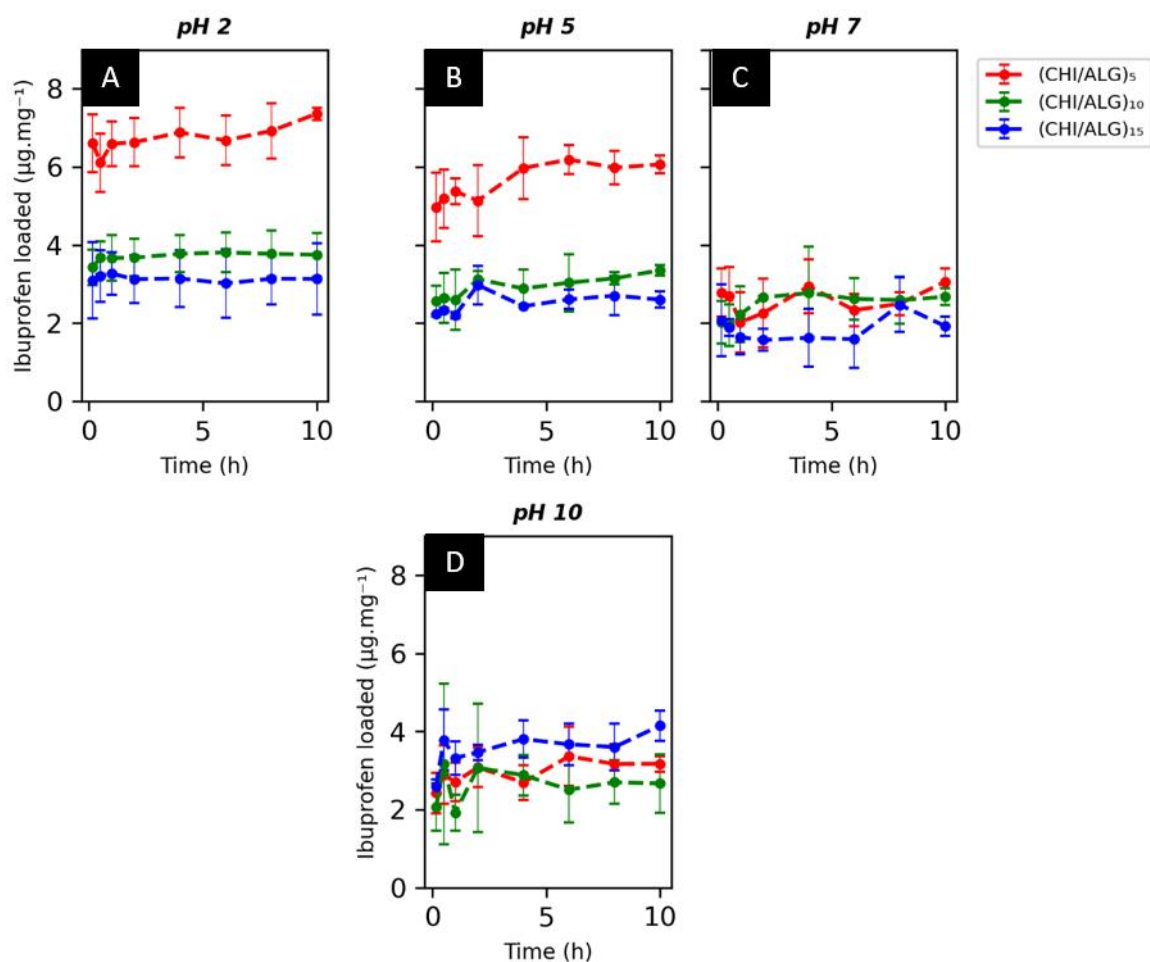 pH 2
pH 5
pH 7
A
B
C
(CHI/ALG)₅
(CHI/ALG)₁₀
(CHI/ALG)₁₅
Ibuprofen loaded (µg.mg⁻¹)
8
6
4
2
0
0 5 10
0 5 10
0 5 10
Time (h)
Time (h)
Time (h)
pH 10
D
Ibuprofen loaded (µg.mg⁻¹)
8
6
4
2
0
0 5 10
Time (h)